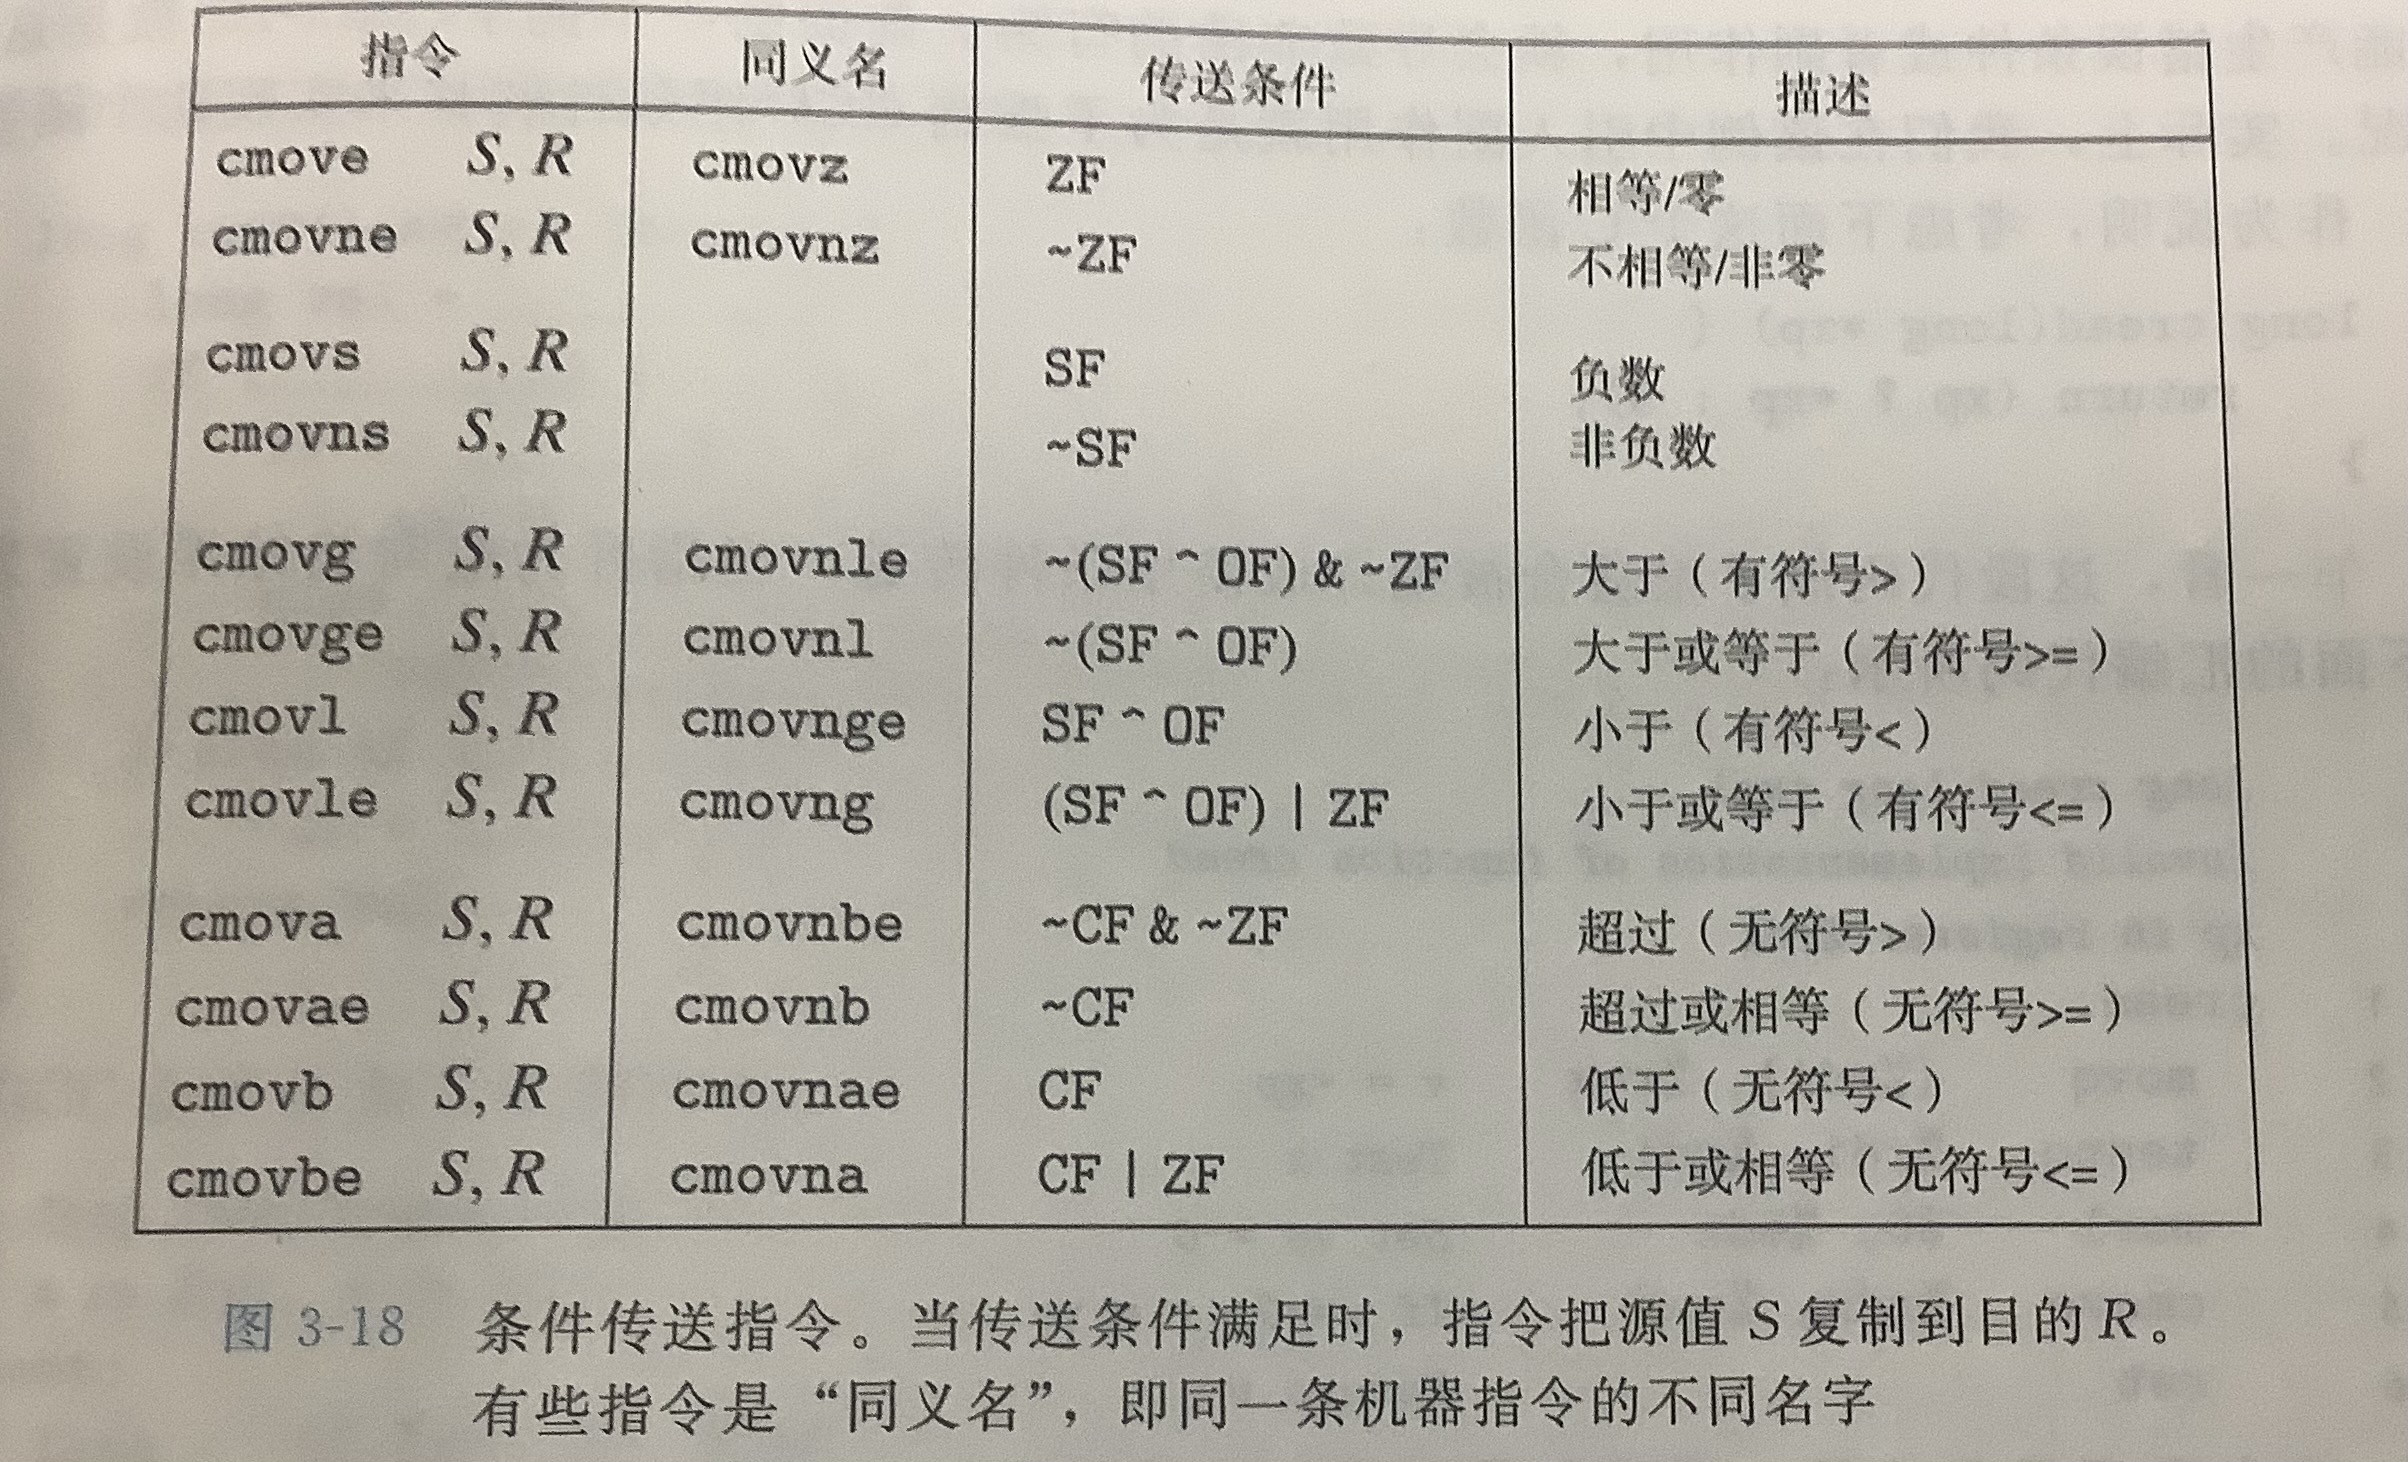 指令 同义名 传送条件 描述
cmove S, R cmovz ZF 相等/零
cmovne S, R cmovnz ~ZF 不相等/非零
cmovs S, R SF 负数
cmovns S, R ~SF 非负数
cmovg S, R cmovnle ~(SF ^ OF) & ~ZF 大于（有符号>）
cmovge S, R cmovnl ~(SF ^ OF) 大于或等于（有符号>=）
cmovl S, R cmovnge SF ^ OF 小于（有符号<）
cmovle S, R cmovng (SF ^ OF) | ZF 小于或等于（有符号<=）
cmova S, R cmovnbe ~CF & ~ZF 超过（无符号>）
cmovae S, R cmovnb ~CF 超过或相等（无符号>=）
cmovb S, R cmovnae CF 低于（无符号<）
cmovbe S, R cmovna CF | ZF 低于或相等（无符号<=）
图 3-18 条件传送指令。当传送条件满足时，指令把源值 S 复制到目的 R。
有些指令是“同义名”，即同一条机器指令的不同名字